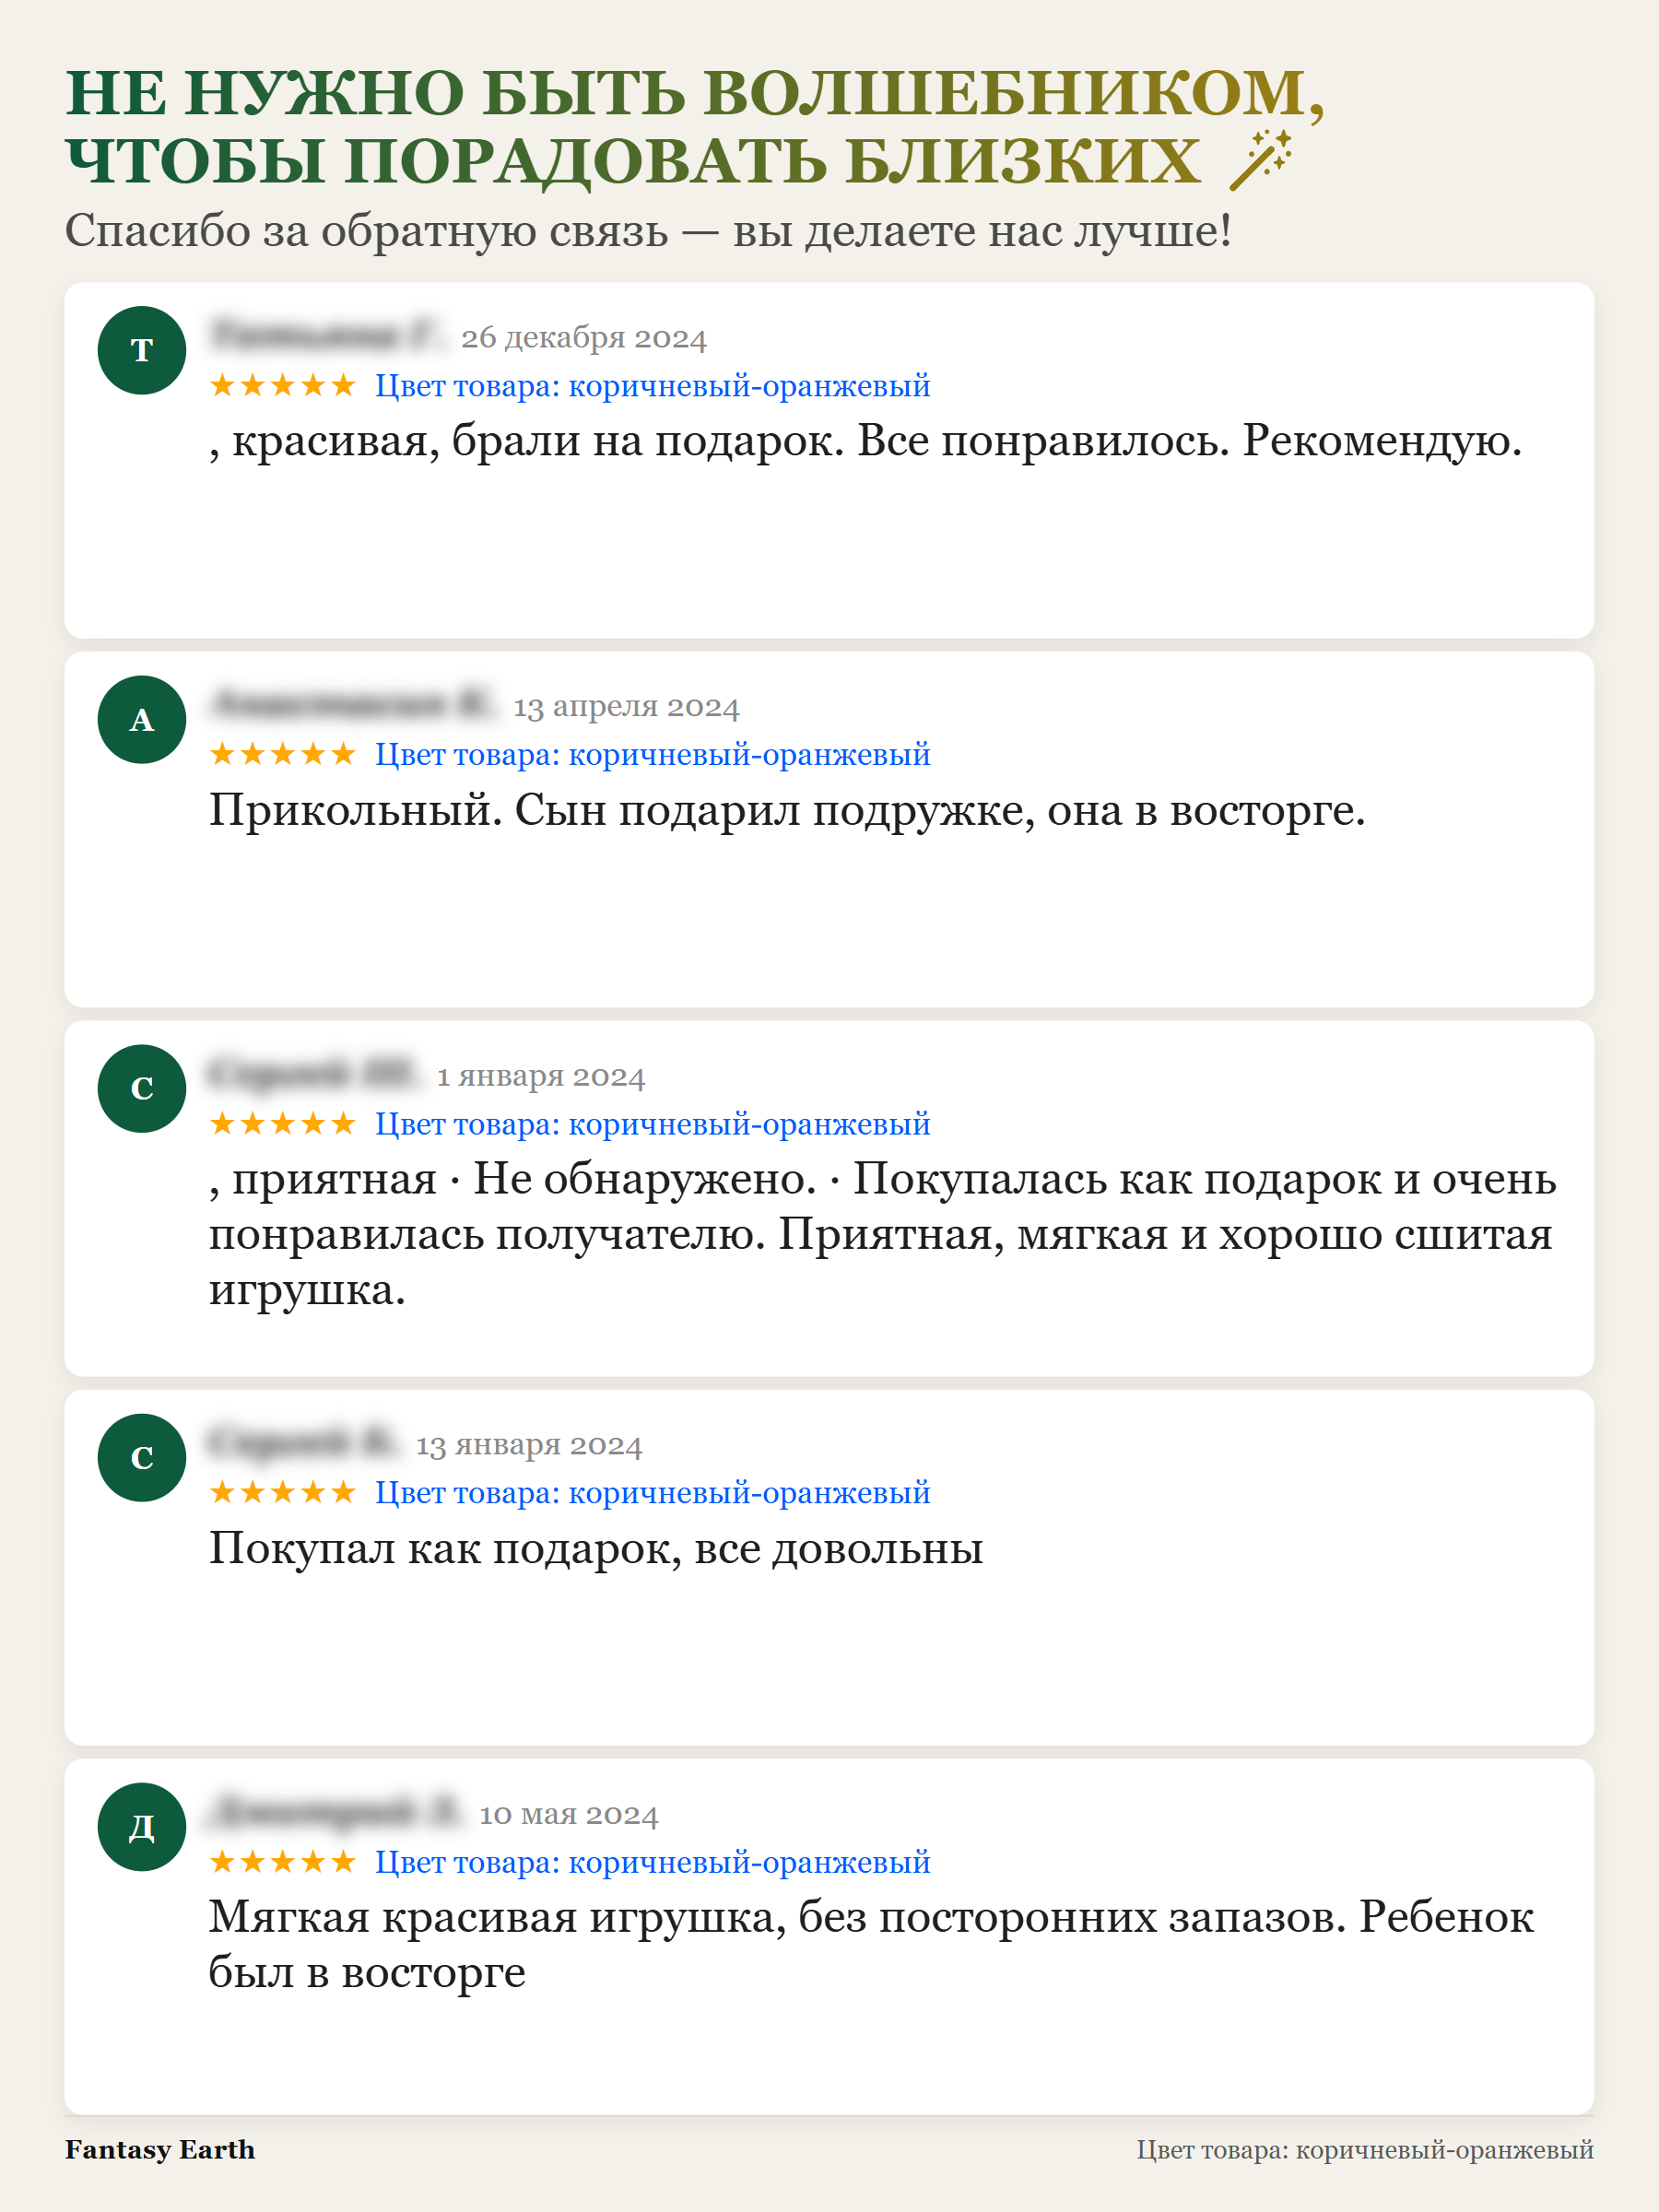 НЕ НУЖНО БЫТЬ ВОЛШЕБНИКОМ,
ЧТОБЫ ПОРАДОВАТЬ БЛИЗКИХ
Спасибо за обратную связь — вы делаете нас лучше!
Т
26 декабря 2024
★★★★★ Цвет товара: коричневый-оранжевый
, красивая, брали на подарок. Все понравилось. Рекомендую.
А
13 апреля 2024
★★★★★ Цвет товара: коричневый-оранжевый
Прикольный. Сын подарил подружке, она в восторге.
С
1 января 2024
★★★★★ Цвет товара: коричневый-оранжевый
, приятная · Не обнаружено. · Покупалась как подарок и очень
понравилась получателю. Приятная, мягкая и хорошо сшитая
игрушка.
С
13 января 2024
★★★★★ Цвет товара: коричневый-оранжевый
Покупал как подарок, все довольны
Д
10 мая 2024
★★★★★ Цвет товара: коричневый-оранжевый
Мягкая красивая игрушка, без посторонних запазов. Ребенок
был в восторге
Fantasy Earth
Цвет товара: коричневый-оранжевый